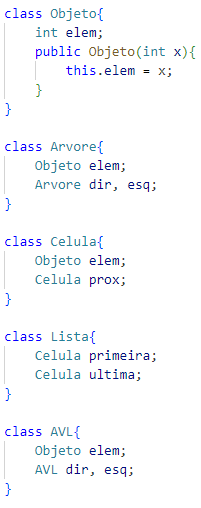 class Objeto{
    int elem;
    public Objeto(int x){
        this.elem = x;
    }
}

class Arvore{
    Objeto elem;
    Arvore dir, esq;
}

class Celula{
    Objeto elem;
    Celula prox;
}

class Lista{
    Celula primeira;
    Celula ultima;
}

class AVL{
    Objeto elem;
    AVL dir, esq;
}